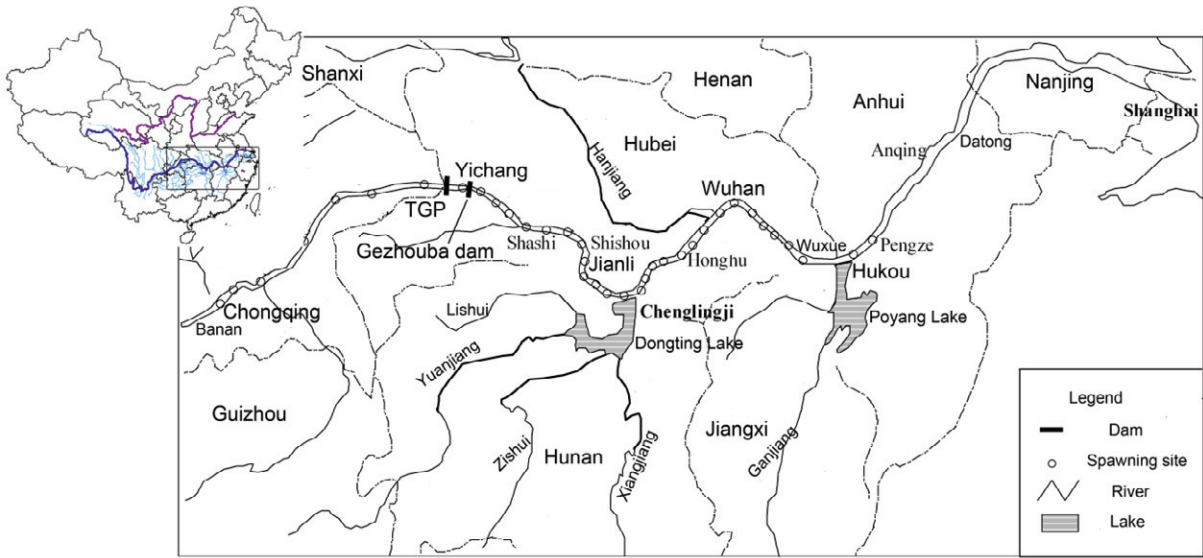 Shanxi
Henan
Nanjing
Anhui
Shanghai
Hubei
Hanjiang
Anqing
Datong
Yichang
Wuhan
TGP
Shashi
Shishou
Wuxue
Pengze
Gezhouba dam
Jianli
Honghu
Hukou
Chongqing
Lishui
Chenglingji
Banan
Dongting Lake
Poyang Lake
Yuanjiang
Guizhou
Jiangxi
Zishui
Hunan
Xiangjiang
Ganjiang
Legend
Dam
Spawning site
River
Lake